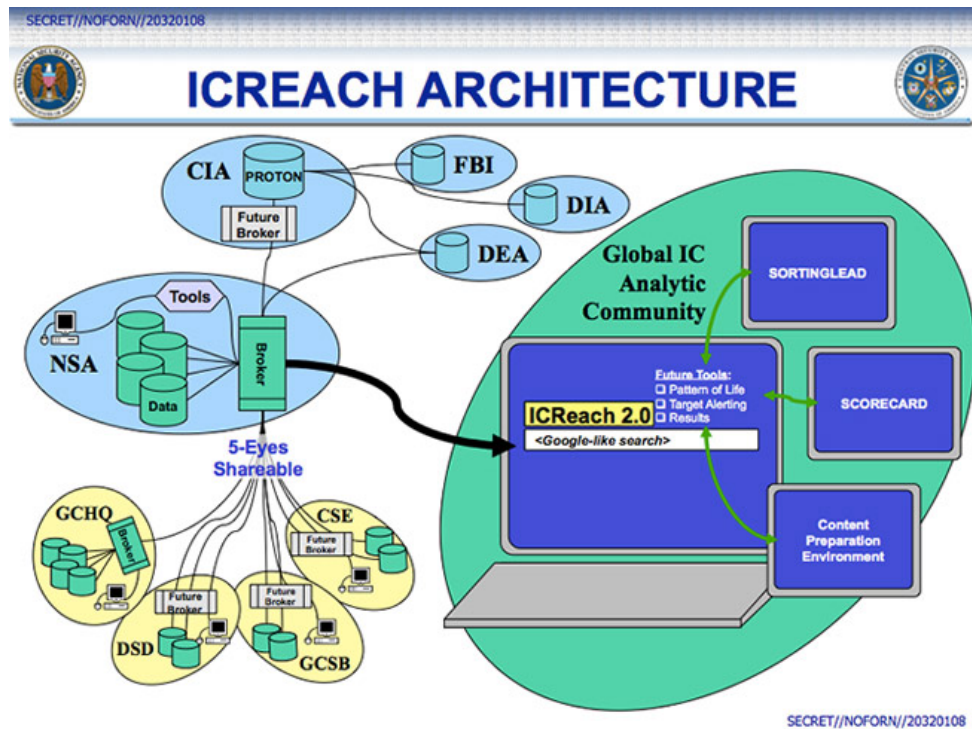 SECRET//NOFORN//20320108
ICREACH ARCHITECTURE
CIA
PROTON
Future
Broker
FBI
DIA
DEA
NSA
Tools
Data
Broker
5-Eyes
Shareable
GCHQ
Broker
DSD
Future
Broker
GCSB
Future
Broker
CSE
Future
Broker
Global IC
Analytic
Community
SORTINGLEAD
SCORECARD
Content
Preparation
Environment
Future Tools:
❑ Pattern of Life
❑ Target Alerting
❑ Results
ICReach 2.0
<Google-like search>
SECRET//NOFORN//20320108